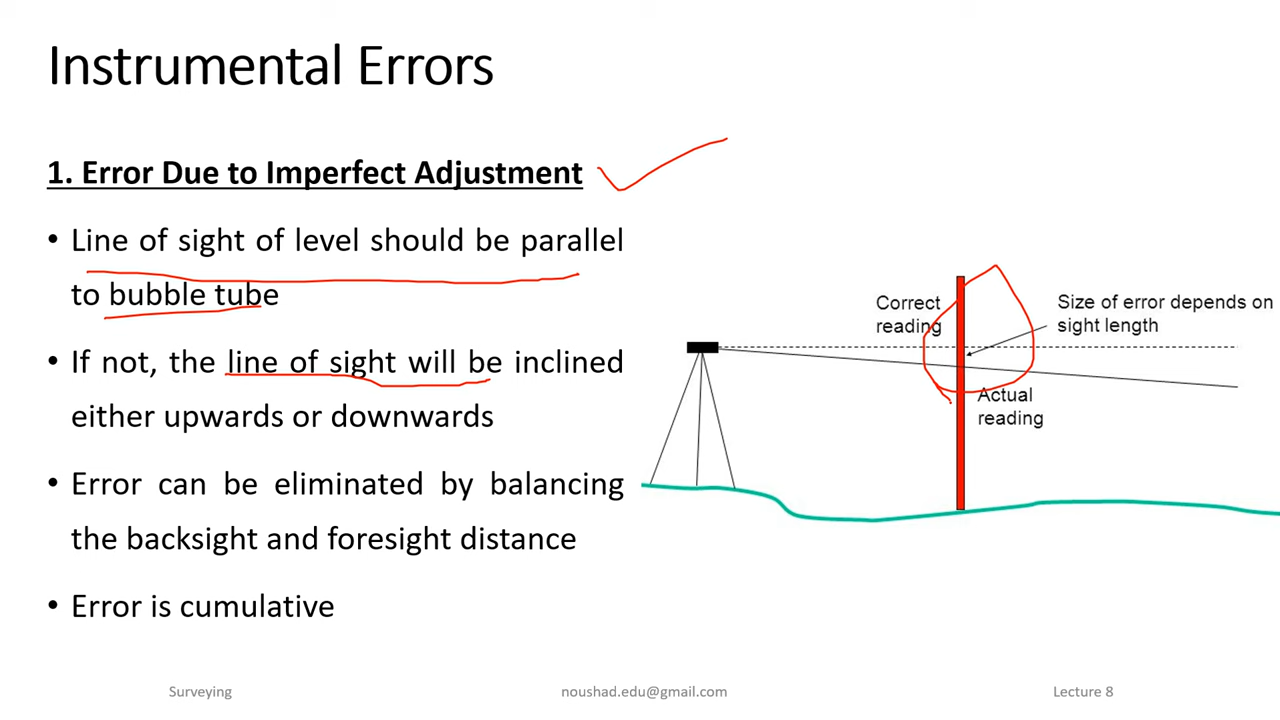 Instrumental Errors
1. Error Due to Imperfect Adjustment
• Line of sight of level should be parallel
to bubble tube
• If not, the line of sight will be inclined
either upwards or downwards
• Error can be eliminated by balancing
the backsight and foresight distance
• Error is cumulative
Correct
reading
Size of error depends on
sight length
Actual
reading
Surveying
noushad.edu@gmail.com
Lecture 8